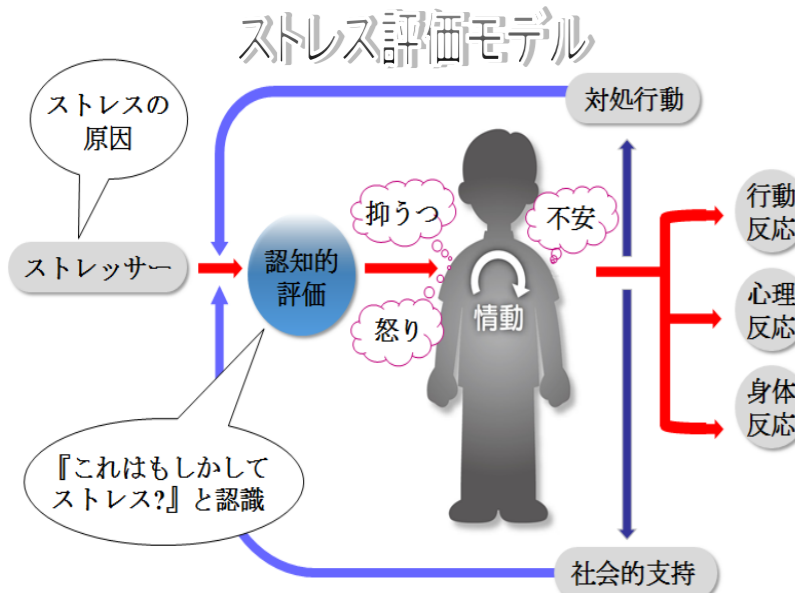 ストレス評価モデル
ストレスの
原因
対処行動
抑うつ
不安
行動
反応
ストレッサー
認知的
評価
情動
心理
反応
怒り
身体
反応
『これはもしかして
ストレス?』と認識
社会的支持